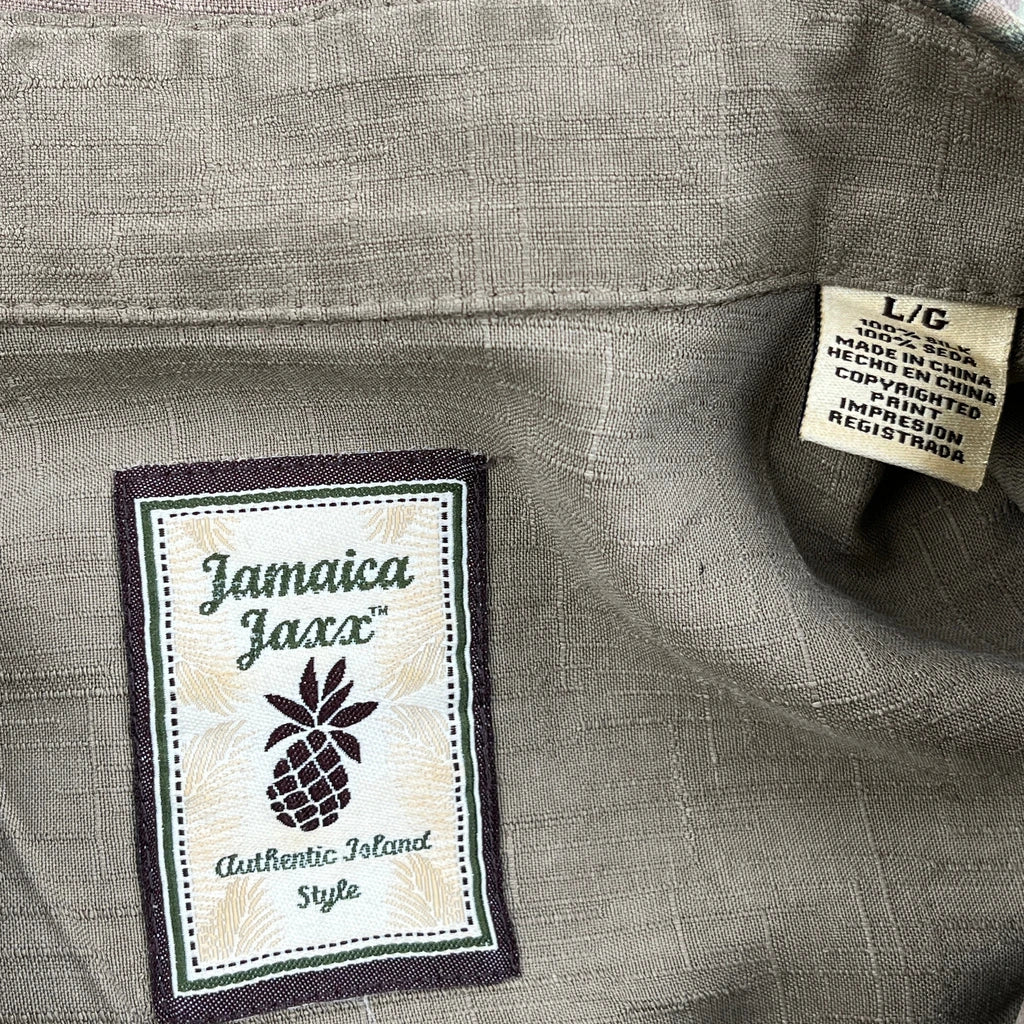 Jamaica
Jaxx™
Authentic Island
Style
L/G
100% SILK
100% SEDA
MADE IN CHINA
HECHO EN CHINA
COPYRIGHTED
PRINT
IMPRESION
REGISTRADA